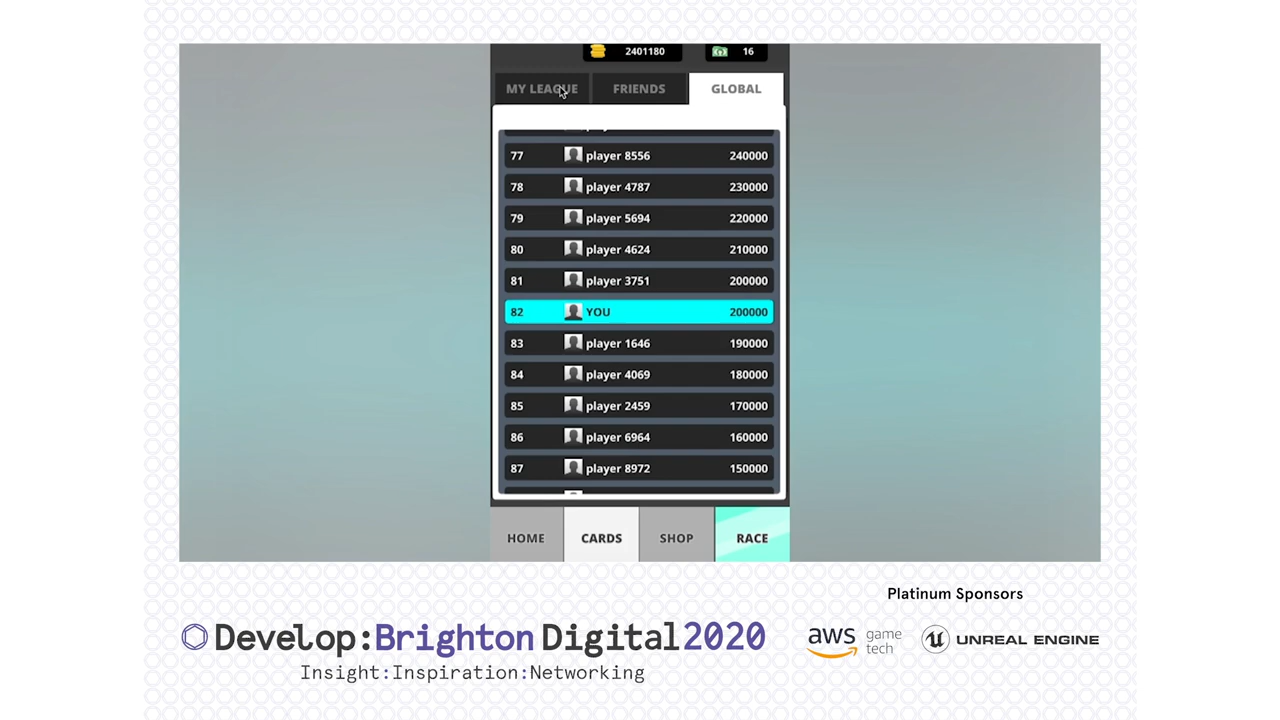 2401180 16
MY LEAGUE FRIENDS GLOBAL
77 player 8556 240000
78 player 4787 230000
79 player 5694 220000
80 player 4624 210000
81 player 3751 200000
82 YOU 200000
83 player 1646 190000
84 player 4069 180000
85 player 2459 170000
86 player 6964 160000
87 player 8972 150000
HOME CARDS SHOP RACE
Platinum Sponsors
Develop:Brighton Digital 2020
Insight:Inspiration:Networking
aws game tech
UNREAL ENGINE